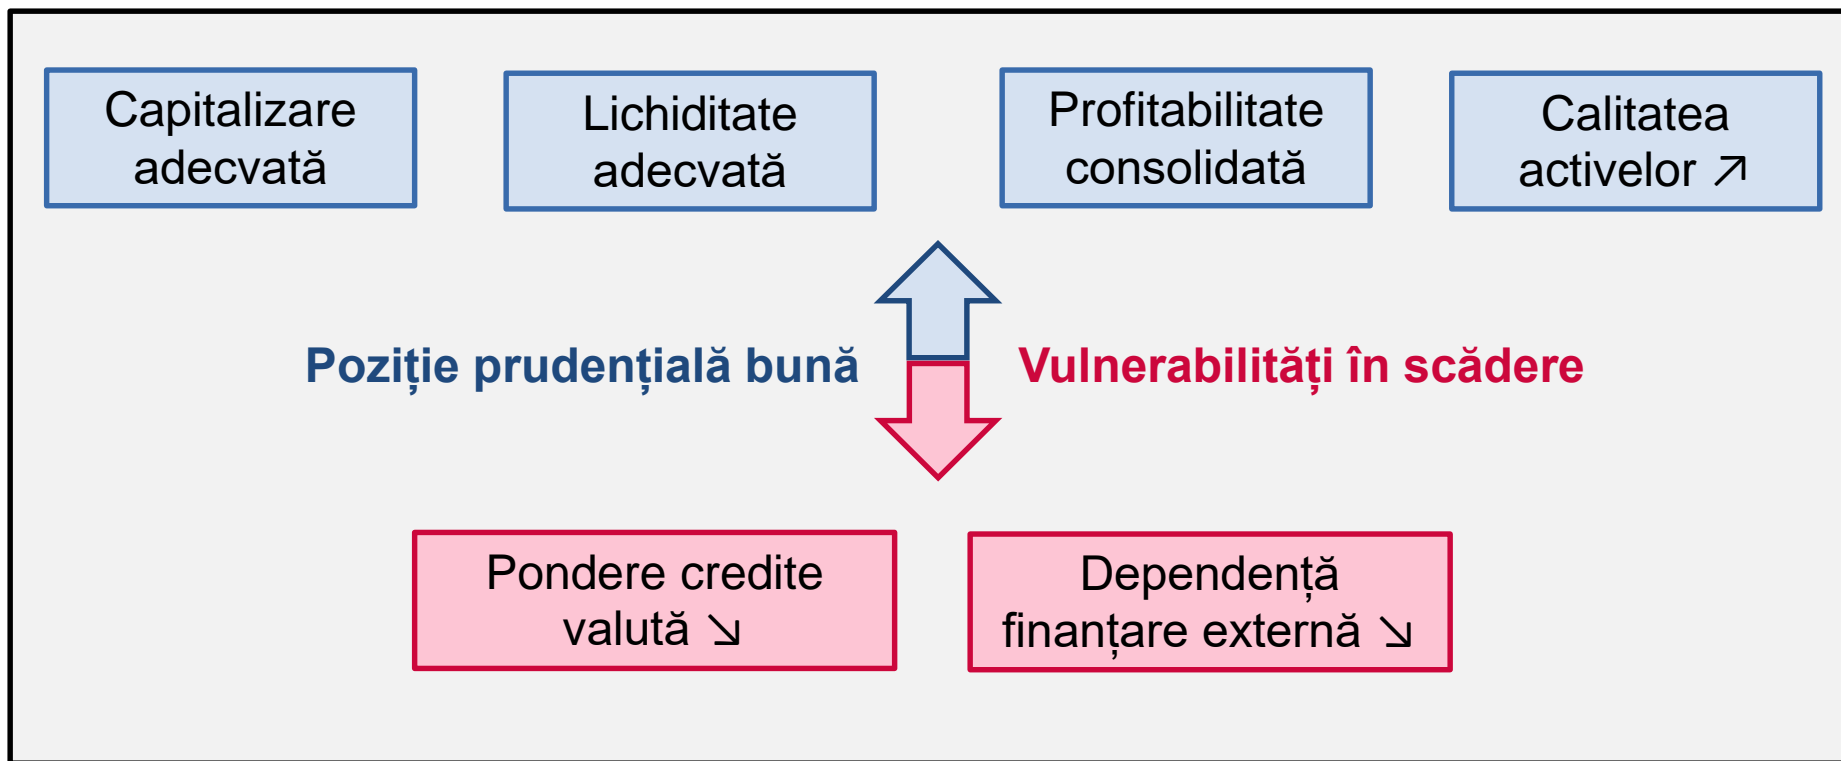 Capitalizare
adecvată
Lichiditate
adecvată
Profitabilitate
consolidată
Calitatea
activelor ↗
Poziție prudențială bună
Vulnerabilități în scădere
Pondere credite
valută ↘
Dependență
finanțare externă ↘